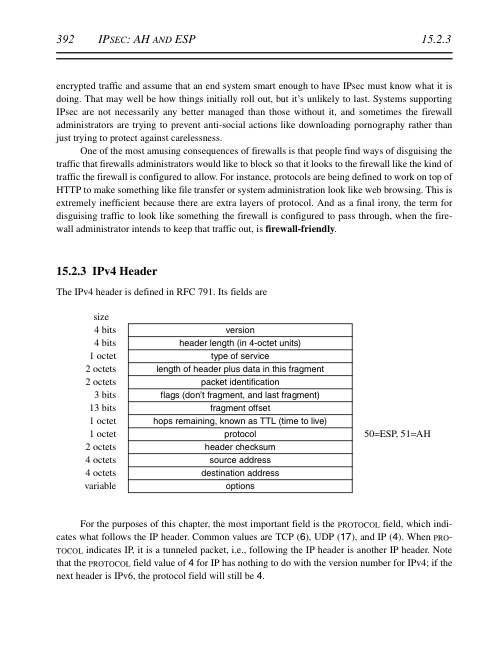 392 IPSEC: AH AND ESP 15.2.3
encrypted traffic and assume that an end system smart enough to have IPsec must know what it is
doing. That may well be how things initially roll out, but it's unlikely to last. Systems supporting
IPsec are not necessarily any better managed than those without it, and sometimes the firewall
administrators are trying to prevent anti-social actions like downloading pornography rather than
just trying to protect against carelessness.
One of the most amusing consequences of firewalls is that people find ways of disguising the
traffic that firewalls administrators would like to block so that it looks to the firewall like the kind of
traffic the firewall is configured to allow. For instance, protocols are being defined to work on top of
HTTP to make something like file transfer or system administration look like web browsing. This is
extremely inefficient because there are extra layers of protocol. And as a final irony, the term for
disguising traffic to look like something the firewall is configured to pass through, when the fire-
wall administrator intends to keep that traffic out, is firewall-friendly.
15.2.3 IPv4 Header
The IPv4 header is defined in RFC 791. Its fields are
size
4 bits version
4 bits header length (in 4-octet units)
1 octet type of service
2 octets length of header plus data in this fragment
2 octets packet identification
3 bits flags (don't fragment, and last fragment)
13 bits fragment offset
1 octet hops remaining, known as TTL (time to live)
1 octet protocol 50=ESP, 51=AH
2 octets header checksum
4 octets source address
4 octets destination address
variable options
For the purposes of this chapter, the most important field is the PROTOCOL field, which indi-
cates what follows the IP header. Common values are TCP (6), UDP (17), and IP (4). When PRO-
TOCOL indicates IP, it is a tunneled packet, i.e., following the IP header is another IP header. Note
that the PROTOCOL field value of 4 for IP has nothing to do with the version number for IPv4; if the
next header is IPv6, the protocol field will still be 4.